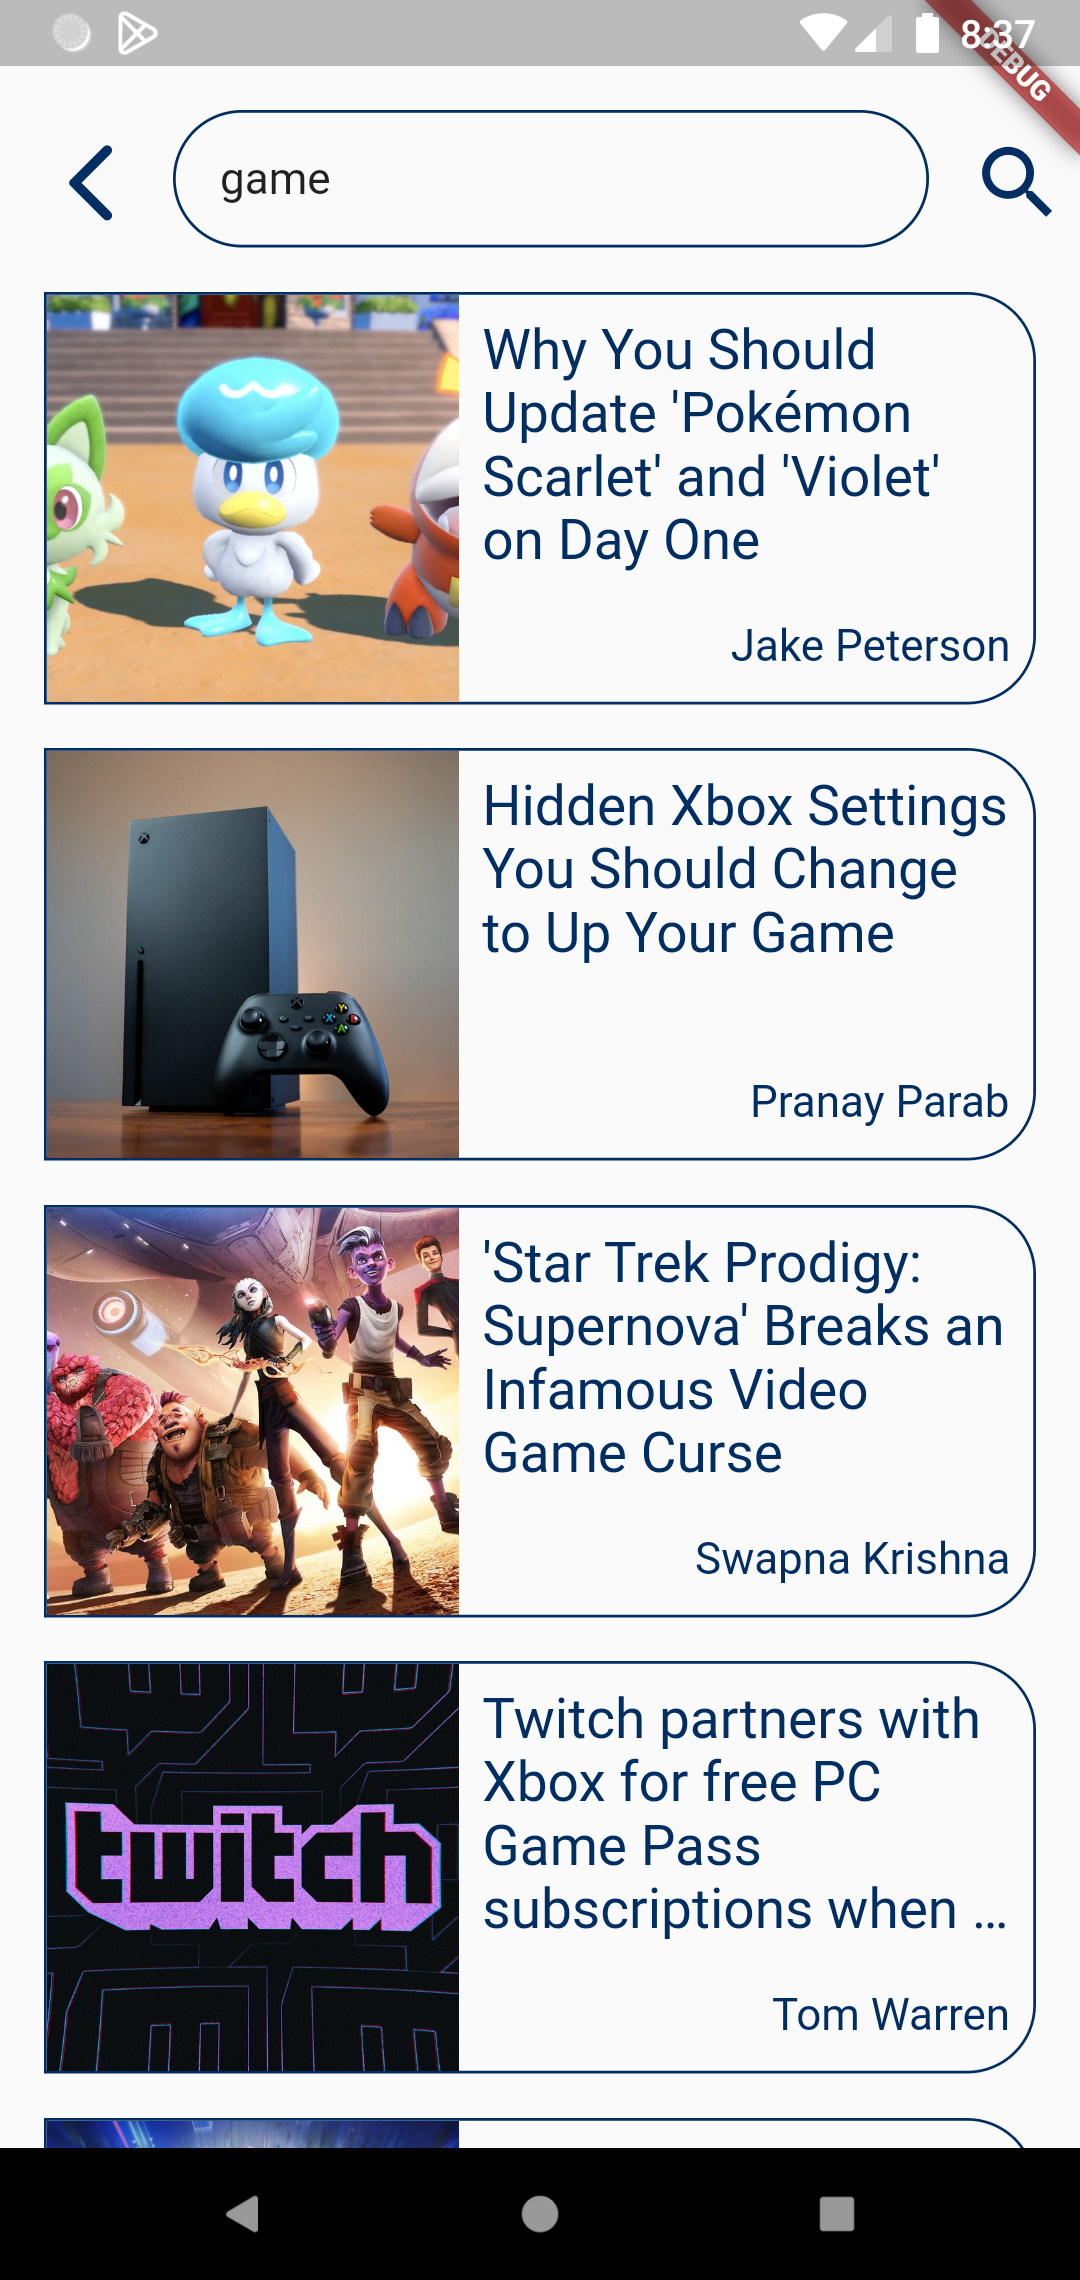 8:37
DEBUG
game
Why You Should
Update 'Pokémon
Scarlet' and 'Violet'
on Day One
Jake Peterson
Hidden Xbox Settings
You Should Change
to Up Your Game
Y
X
B
A
Pranay Parab
'Star Trek Prodigy:
Supernova' Breaks an
Infamous Video
Game Curse
Swapna Krishna
twitch
Twitch partners with
Xbox for free PC
Game Pass
subscriptions when ...
Tom Warren